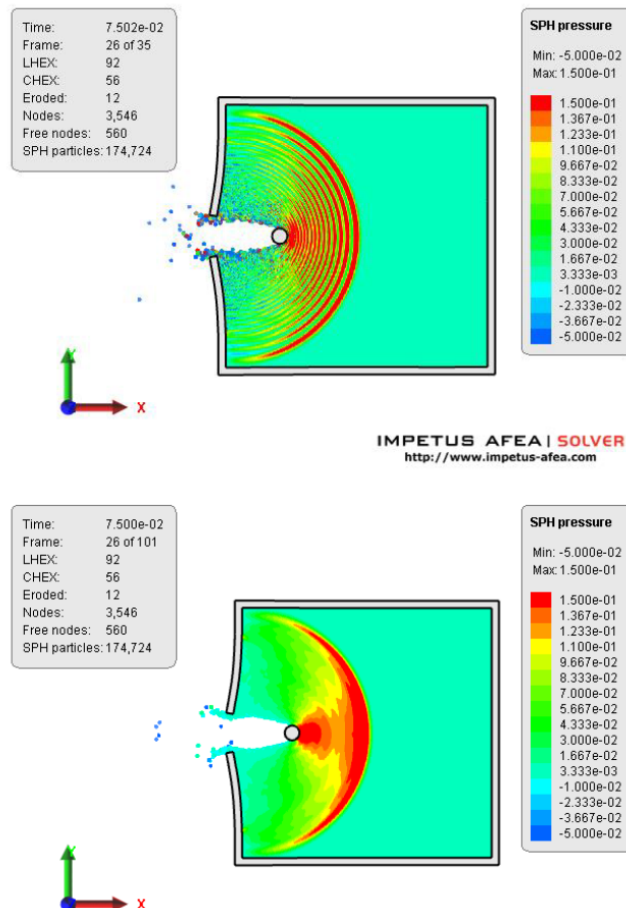 Time: 7.502e-02
Frame: 26 of 35
LHEX: 92
CHEX: 56
Eroded: 12
Nodes: 3,546
Free nodes: 560
SPH particles: 174,724
SPH pressure
Min: -5.000e-02
Max: 1.500e-01
1.500e-01
1.367e-01
1.233e-01
1.100e-01
9.667e-02
8.333e-02
7.000e-02
5.667e-02
4.333e-02
3.000e-02
1.667e-02
3.333e-03
-1.000e-02
-2.333e-02
-3.667e-02
-5.000e-02
X
IMPETUS AFEA | SOLVER
http://www.impetus-afea.com
Time: 7.500e-02
Frame: 26 of 101
LHEX: 92
CHEX: 56
Eroded: 12
Nodes: 3,546
Free nodes: 560
SPH particles: 174,724
SPH pressure
Min: -5.000e-02
Max: 1.500e-01
1.500e-01
1.367e-01
1.233e-01
1.100e-01
9.667e-02
8.333e-02
7.000e-02
5.667e-02
4.333e-02
3.000e-02
1.667e-02
3.333e-03
-1.000e-02
-2.333e-02
-3.667e-02
-5.000e-02
X